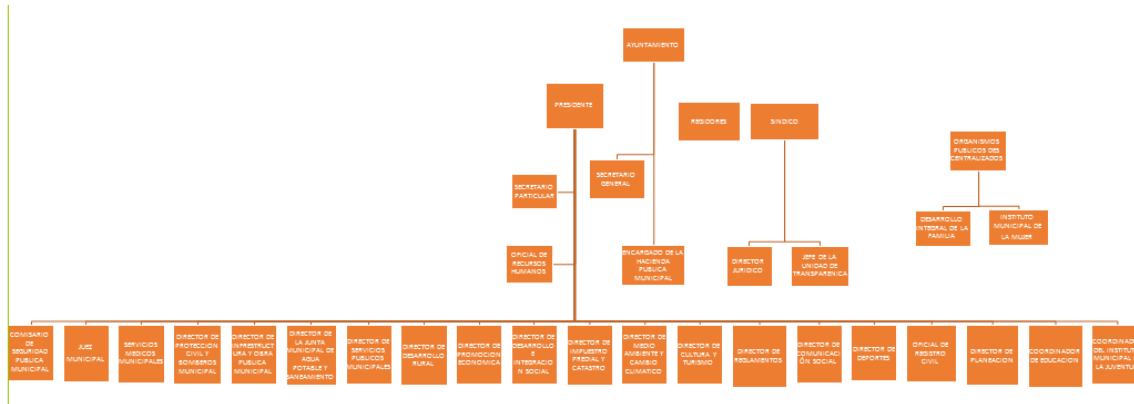 AYUNTAMIENTO
PRESIDENTE
REGIDORES
SINDICO
ORGANISMOS
PUBLICOS DES
CENTRALIZADOS
SECRETARIO
GENERAL
SECRETARIO
PARTICULAR
DESARROLLO
INTEGRAL DE LA
FAMILIA
INSTITUTO
MUNICIPAL DE
LA MUJER
OFICIAL DE
RECURSOS
HUMANOS
ENCARGADO DE LA
HACIENDA
PUBLICA
MUNICIPAL
DIRECTOR
JURIDICO
JEFE DE LA
UNIDAD DE
TRANSPARENICA
COMISARIO
DE
SEGURIDAD
PUBLICA
MUNICIPAL
JUEZ
MUNICIPAL
SERVICIOS
MEDICOS
MUNICIPALES
DIRECTOR DE
PROTECCION
CIVIL Y
BOMBEROS
MUNICIPAL
DIRECTOR DE
INFRESTRUCT
URA Y OBRA
PUBLICA
MUNICIPAL
DIRECTOR DE
LA JUNTA
MUNICIPAL DE
AGUA
POTABLE Y
SANEAMIENTO
DIRECTOR DE
SERVICIOS
PUBLICOS
MUNICIPALES
DIRECTOR DE
DESARROLLO
RURAL
DIRECTOR DE
PROMOCION
ECONOMICA
DIRECTOR DE
DESARROLLO
E
INTEGRACIO
N SOCIAL
DIRECTOR DE
IMPUESTRO
PREDIAL Y
CATASTRO
DIRECTOR DE
MEDIO
AMBIENTE Y
CAMBIO
CLIMATICO
DIRECTOR DE
CULTURA Y
TURISMO
DIRECTOR DE
REGLAMENTOS
DIRECTOR DE
COMUNICACI
ÓN SOCIAL
DIRECTOR DE
DEPORTES
OFICIAL DE
REGISTRO
CIVIL
DIRECTOR DE
PLANEACION
COORDINADOR
DE EDUCACION
COORDINAD
DEL INSTITU
MUNICIPAL D
LA JUVENTU